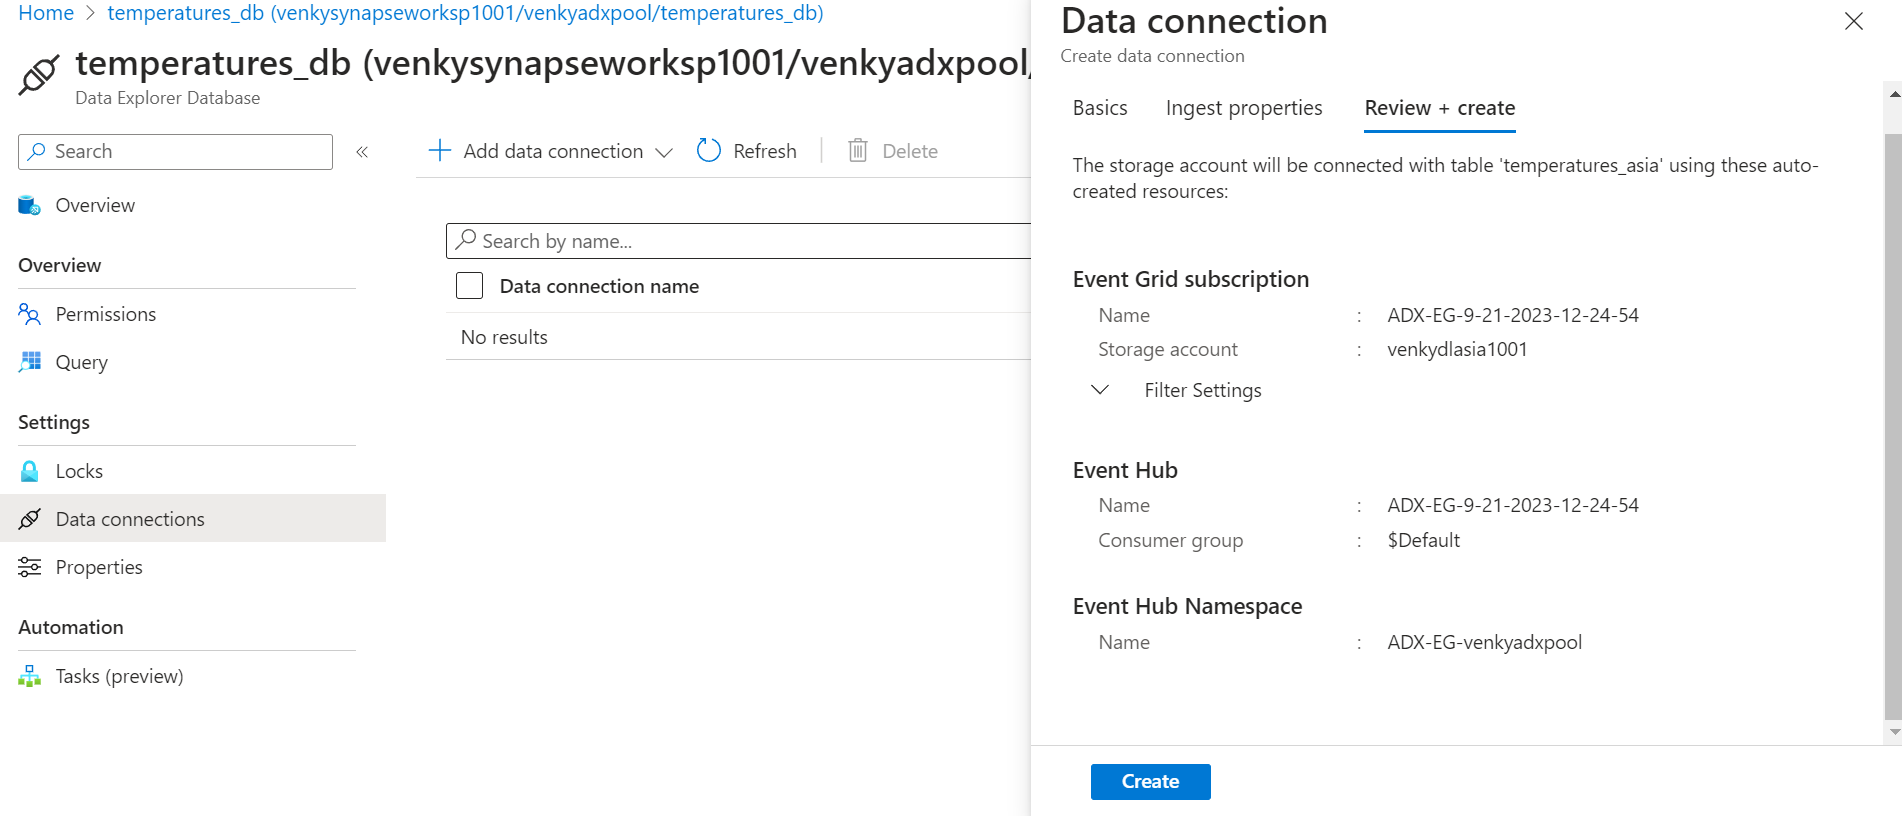 Home > temperatures_db (venkysynapseworksp1001/venkyadxpool/temperatures_db)
temperatures_db (venkysynapseworksp1001/venkyadxpool/
Data Explorer Database
Search
«
Overview
Overview
Permissions
Query
Settings
Locks
Data connections
Properties
Automation
Tasks (preview)
Add data connection
Refresh
Delete
Search by name...
Data connection name
No results
Data connection
Create data connection
Basics Ingest properties Review + create
The storage account will be connected with table 'temperatures_asia' using these auto-
created resources:
Event Grid subscription
Name : ADX-EG-9-21-2023-12-24-54
Storage account : venkydlasia1001
Filter Settings
Event Hub
Name : ADX-EG-9-21-2023-12-24-54
Consumer group : $Default
Event Hub Namespace
Name : ADX-EG-venkyadxpool
Create